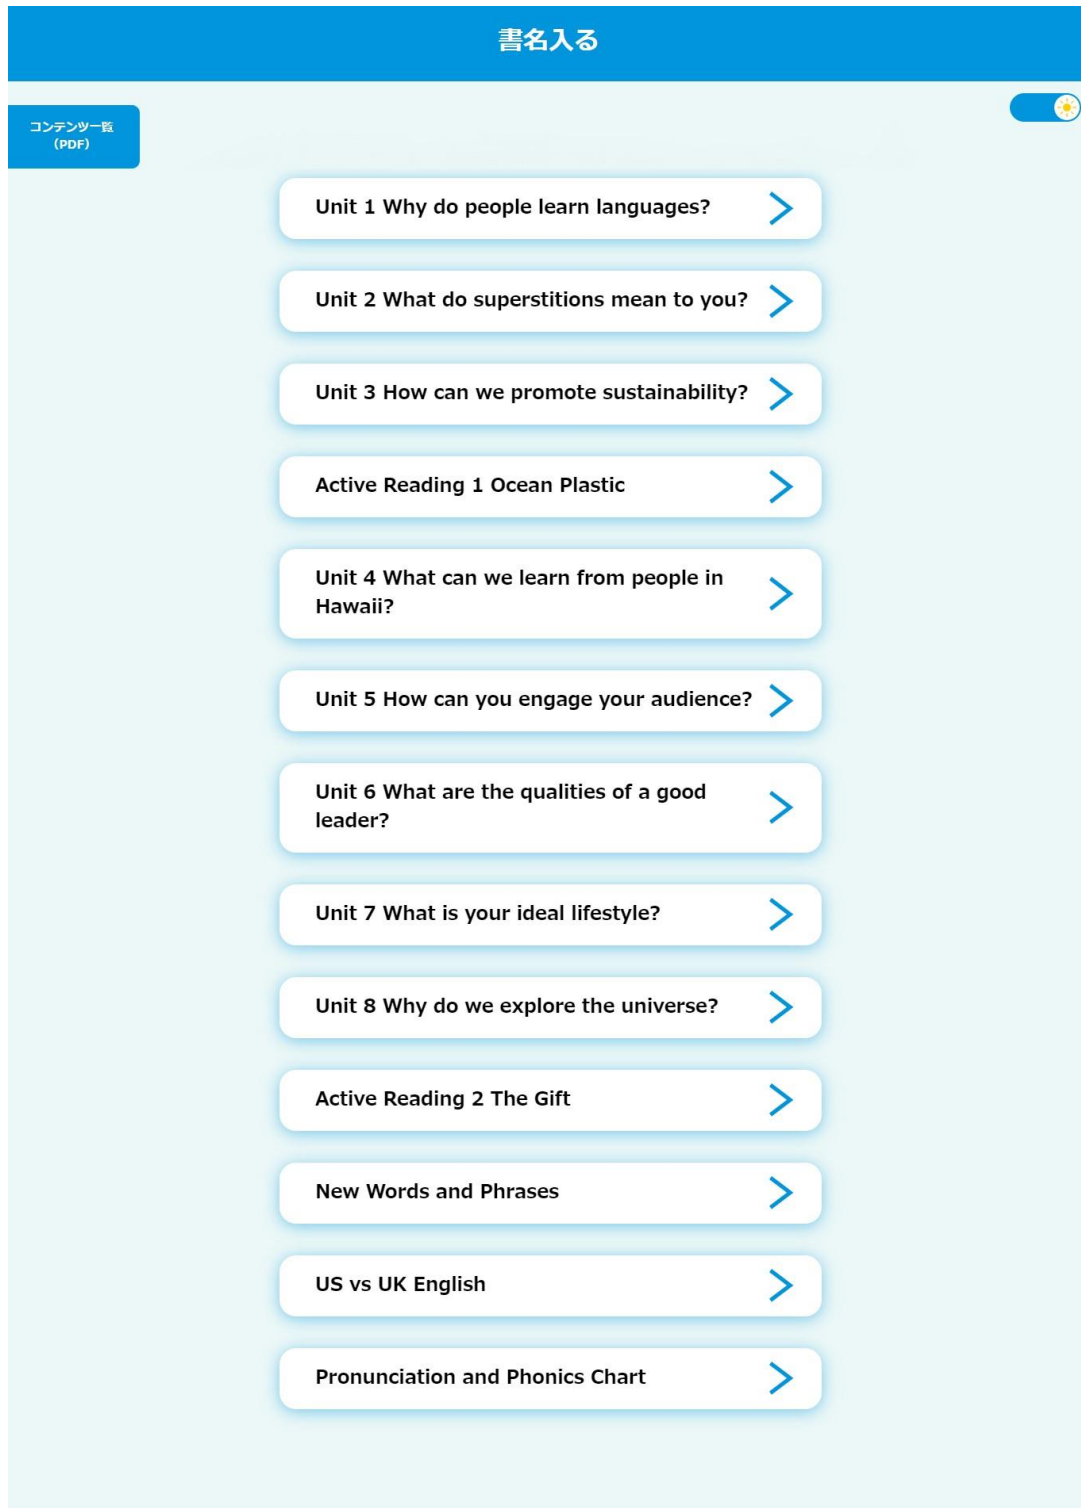 書名入る
コンテンツ一覧
(PDF)
Unit 1 Why do people learn languages?
Unit 2 What do superstitions mean to you?
Unit 3 How can we promote sustainability?
Active Reading 1 Ocean Plastic
Unit 4 What can we learn from people in
Hawaii?
Unit 5 How can you engage your audience?
Unit 6 What are the qualities of a good
leader?
Unit 7 What is your ideal lifestyle?
Unit 8 Why do we explore the universe?
Active Reading 2 The Gift
New Words and Phrases
US vs UK English
Pronunciation and Phonics Chart